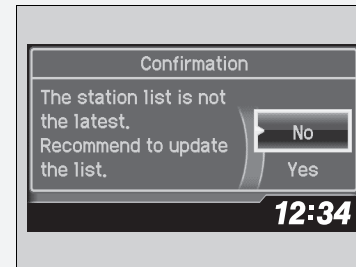 Confirmation
The station list is not
the latest.
Recommend to update
the list.
No
Yes
12:34